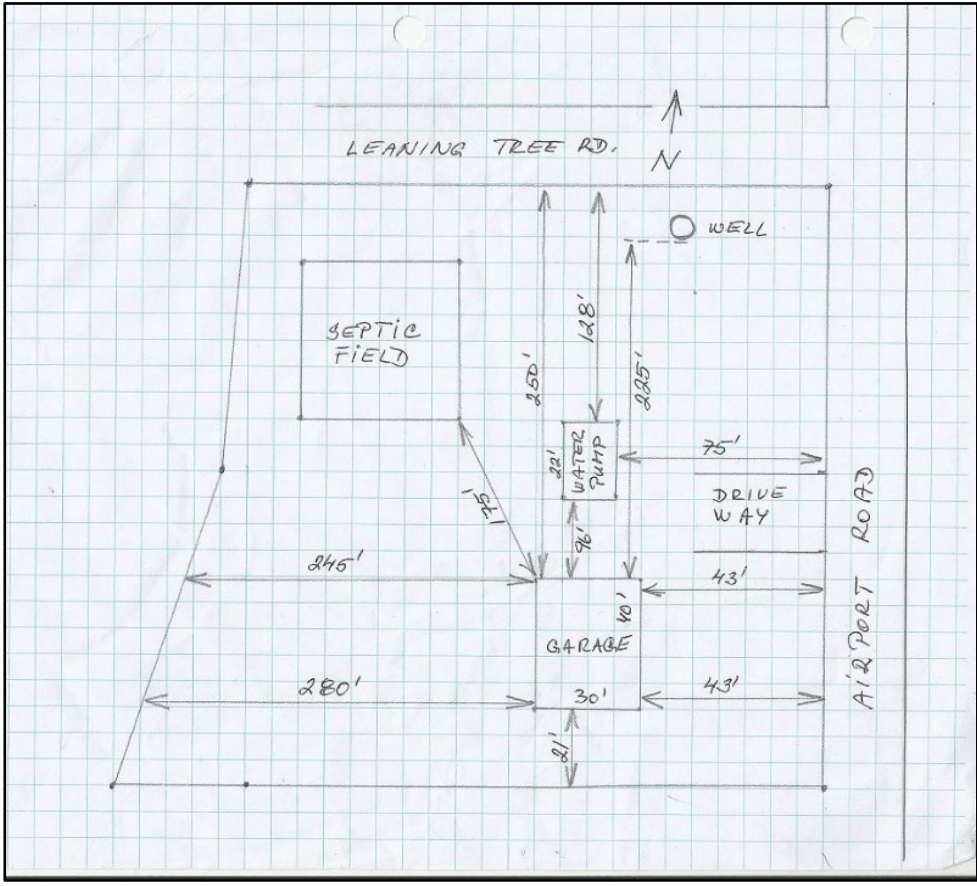 LEANING TREE RD.
N
WELL
SEPTIC
FIELD
250'
128'
225'
22'
WATER
PUMP
75'
DRIVE
WAY
AIRPORT ROAD
175'
96'
245'
43'
40'
GARAGE
280'
30'
43'
21'